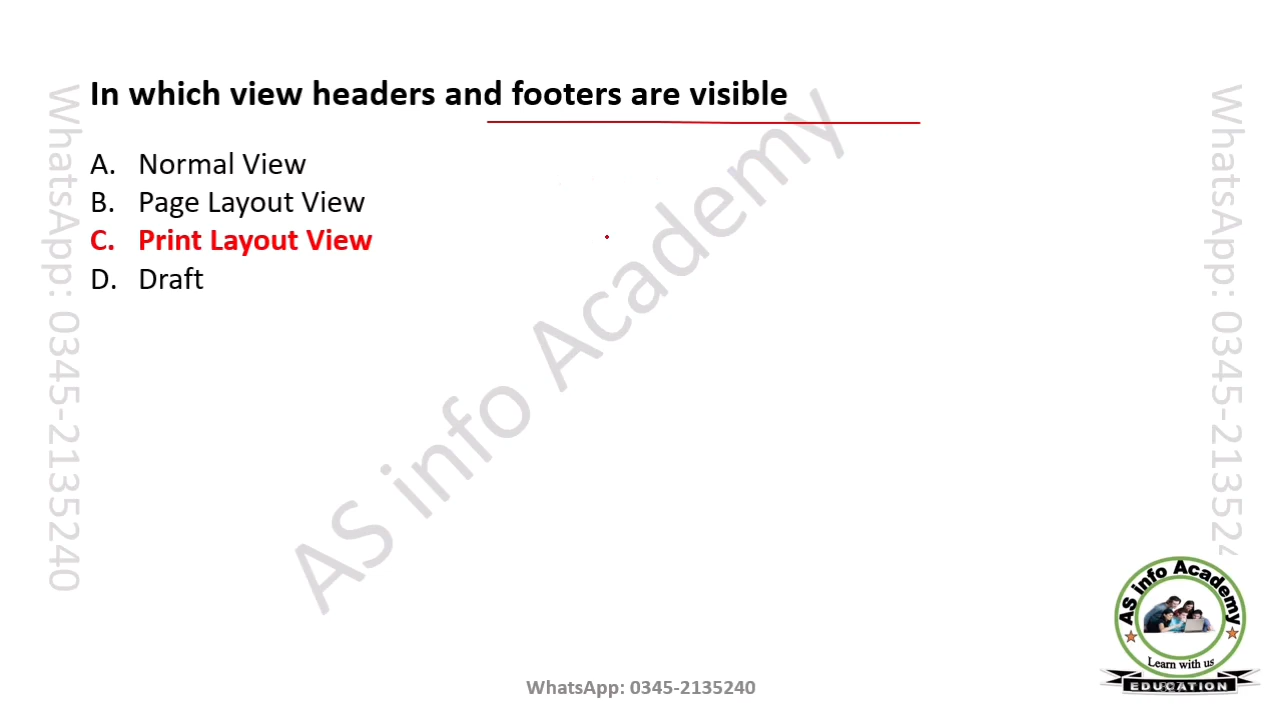 In which view headers and footers are visible
A. Normal View
B. Page Layout View
C. Print Layout View
D. Draft
WhatsApp: 0345-2135240
AS info Academy
WhatsApp: 0345-213524
AS info Academy
Learn with us
EDUCATION
WhatsApp: 0345-2135240